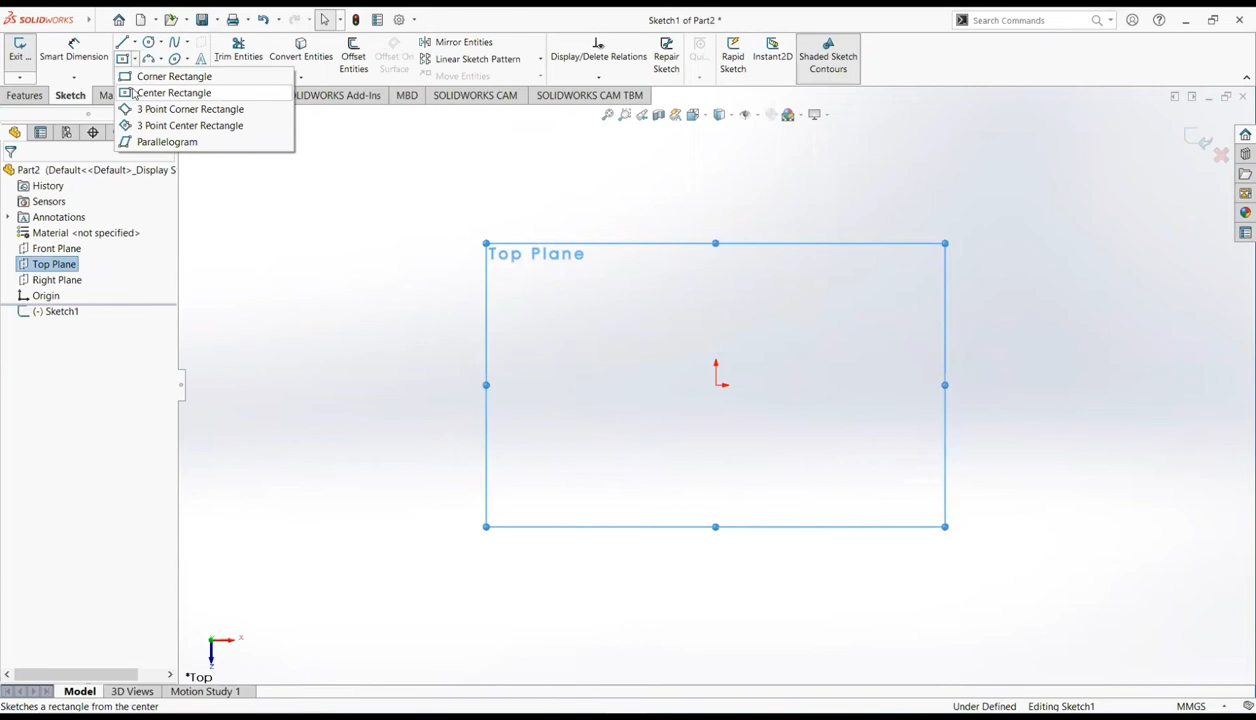 SOLIDWORKS
Sketch1 of Part2 *
Search Commands
Exit ...
Smart Dimension
Trim Entities
Convert Entities
Offset Entities
Offset On Surface
Mirror Entities
Linear Sketch Pattern
Move Entities
Display/Delete Relations
Repair Sketch
Qui...
Rapid Sketch
Instant2D
Shaded Sketch Contours
Corner Rectangle
Center Rectangle
3 Point Corner Rectangle
3 Point Center Rectangle
Parallelogram
Features
Sketch
Ma
OLIDWORKS Add-Ins
MBD
SOLIDWORKS CAM
SOLIDWORKS CAM TBM
Part2 (Default<<Default>_Display S
History
Sensors
Annotations
Material <not specified>
Front Plane
Top Plane
Right Plane
Origin
(-) Sketch1
Top Plane
x
z
*Top
Model
3D Views
Motion Study 1
Sketches a rectangle from the center
Under Defined
Editing Sketch1
MMGS